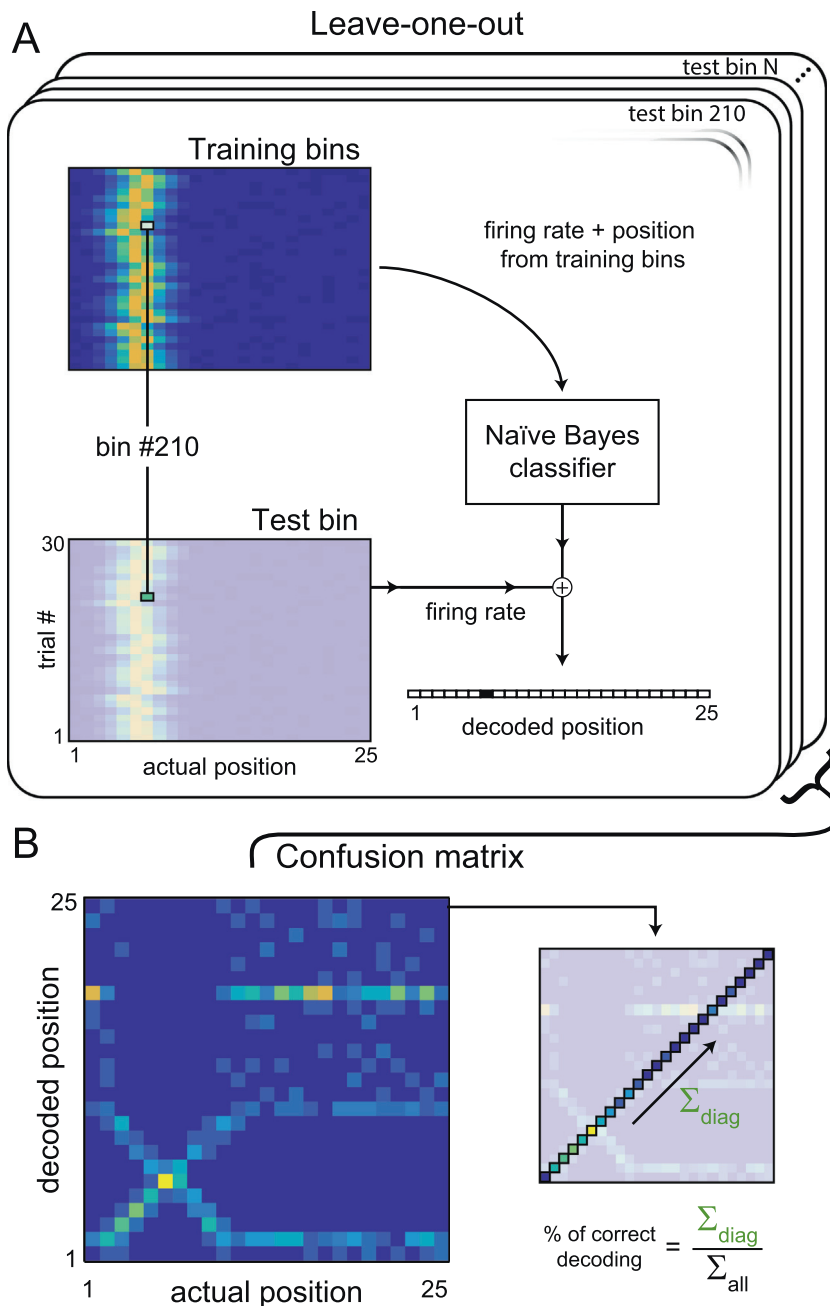 A
Leave-one-out
test bin N
test bin 210
Training bins
firing rate + position
from training bins
bin #210
Naïve Bayes
classifier
Test bin
30
trial #
1
firing rate
+
1
25
actual position
1
25
decoded position
B
Confusion matrix
25
decoded position
1
1
25
actual position
Σdiag
% of correct
decoding
=
Σdiag
Σall